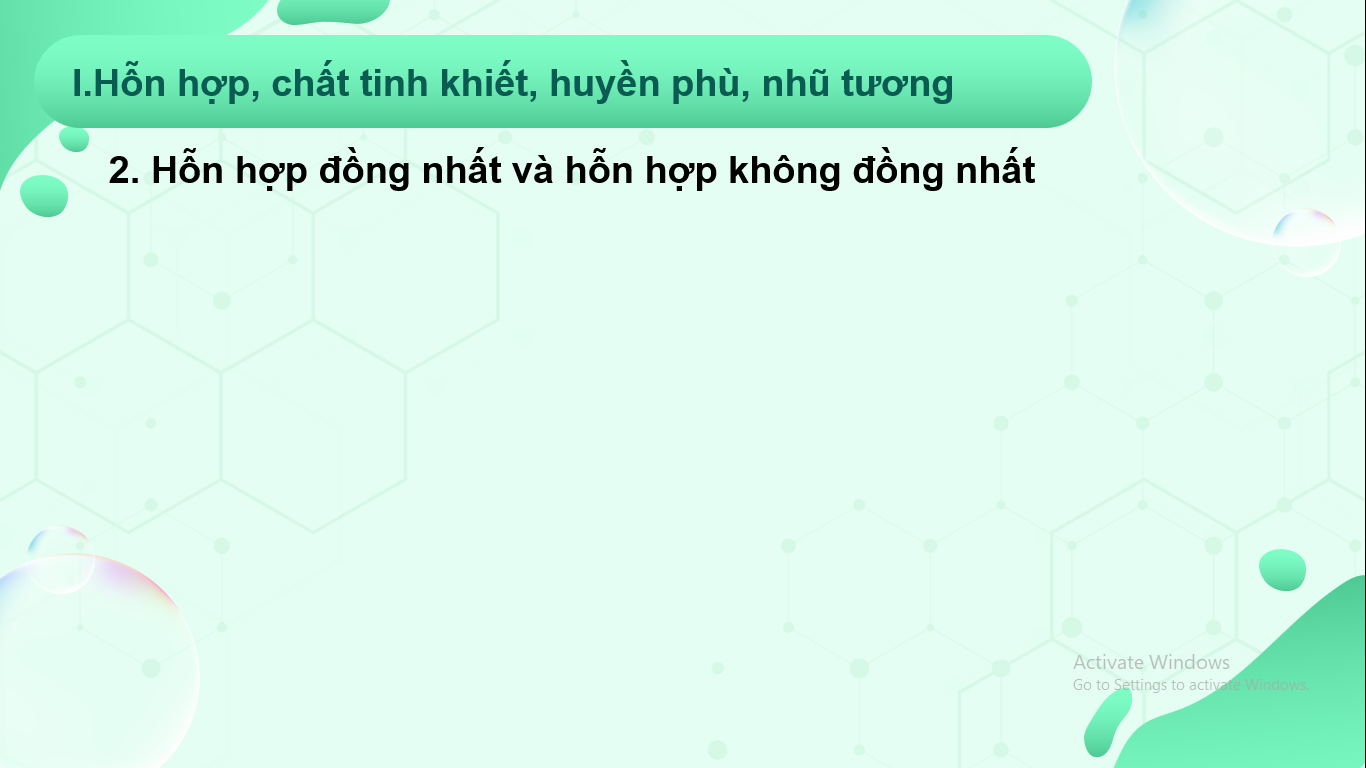 I.Hỗn hợp, chất tinh khiết, huyền phù, nhũ tương
2. Hỗn hợp đồng nhất và hỗn hợp không đồng nhất
Activate Windows
Go to Settings to activate Windows.